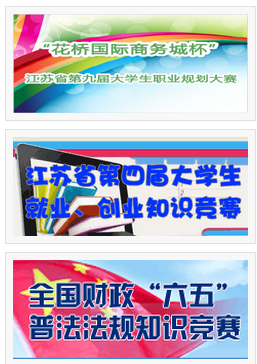 “花桥国际商务城杯”
江苏省第九届大学生职业规划大赛
江苏省第四届大学生
就业、创业知识竞赛
全国财政“六五”
普法法规知识竞赛